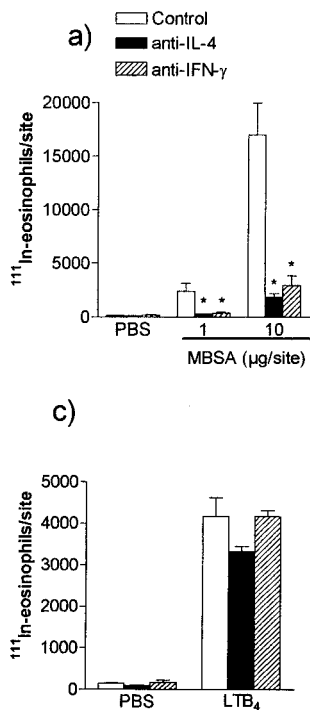 Control
anti-IL-4
anti-IFN-γ
a)
¹¹¹In-eosinophils/site
20000
15000
10000
5000
0
* *
* *
PBS 1 10
MBSA (µg/site)
c)
¹¹¹In-eosinophils/site
5000
4000
3000
2000
1000
0
PBS LTB₄